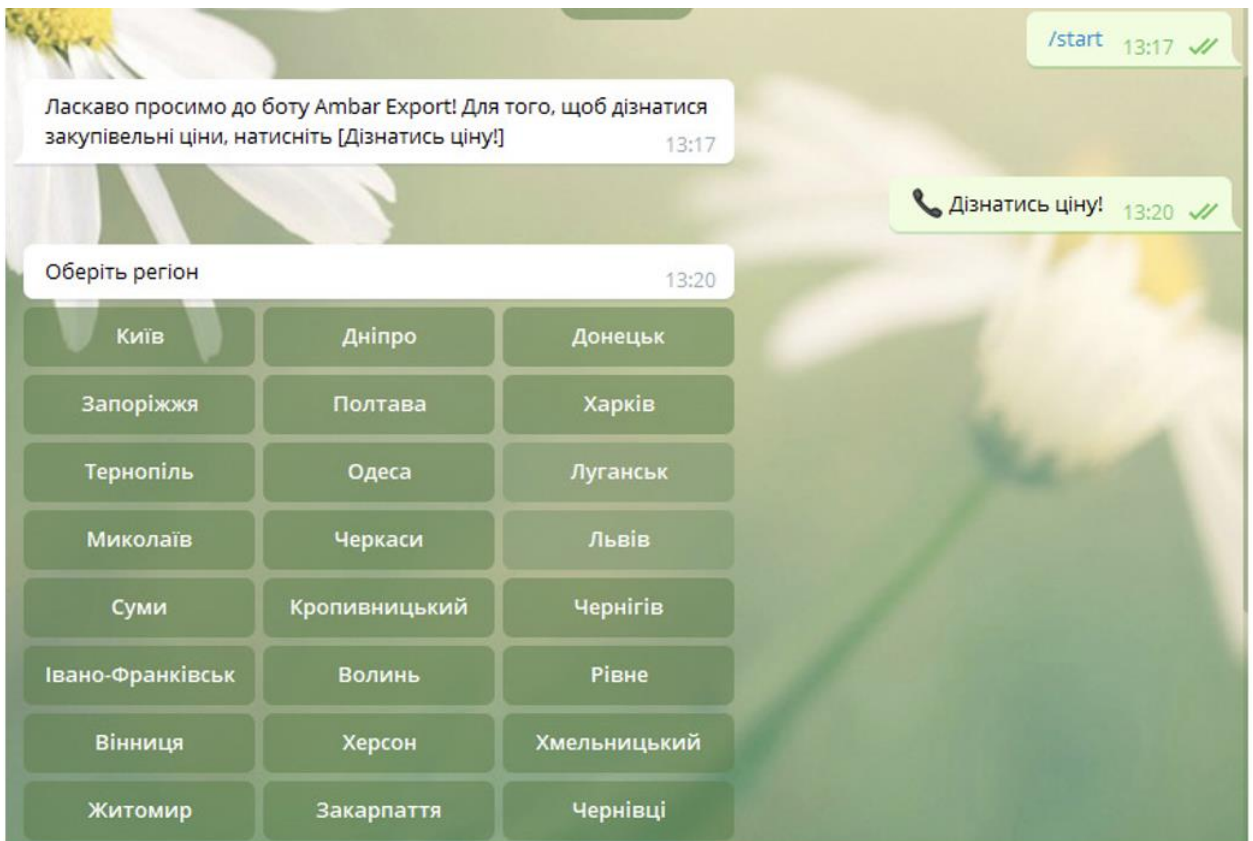 /start 13:17
Ласкаво просимо до боту Ambar Export! Для того, щоб дізнатися
закупівельні ціни, натисніть [Дізнатись ціну!] 13:17
📞 Дізнатись ціну! 13:20
Оберіть регіон 13:20
Київ Дніпро Донецьк
Запоріжжя Полтава Харків
Тернопіль Одеса Луганськ
Миколаїв Черкаси Львів
Суми Кропивницький Чернігів
Івано-Франківськ Волинь Рівне
Вінниця Херсон Хмельницький
Житомир Закарпаття Чернівці